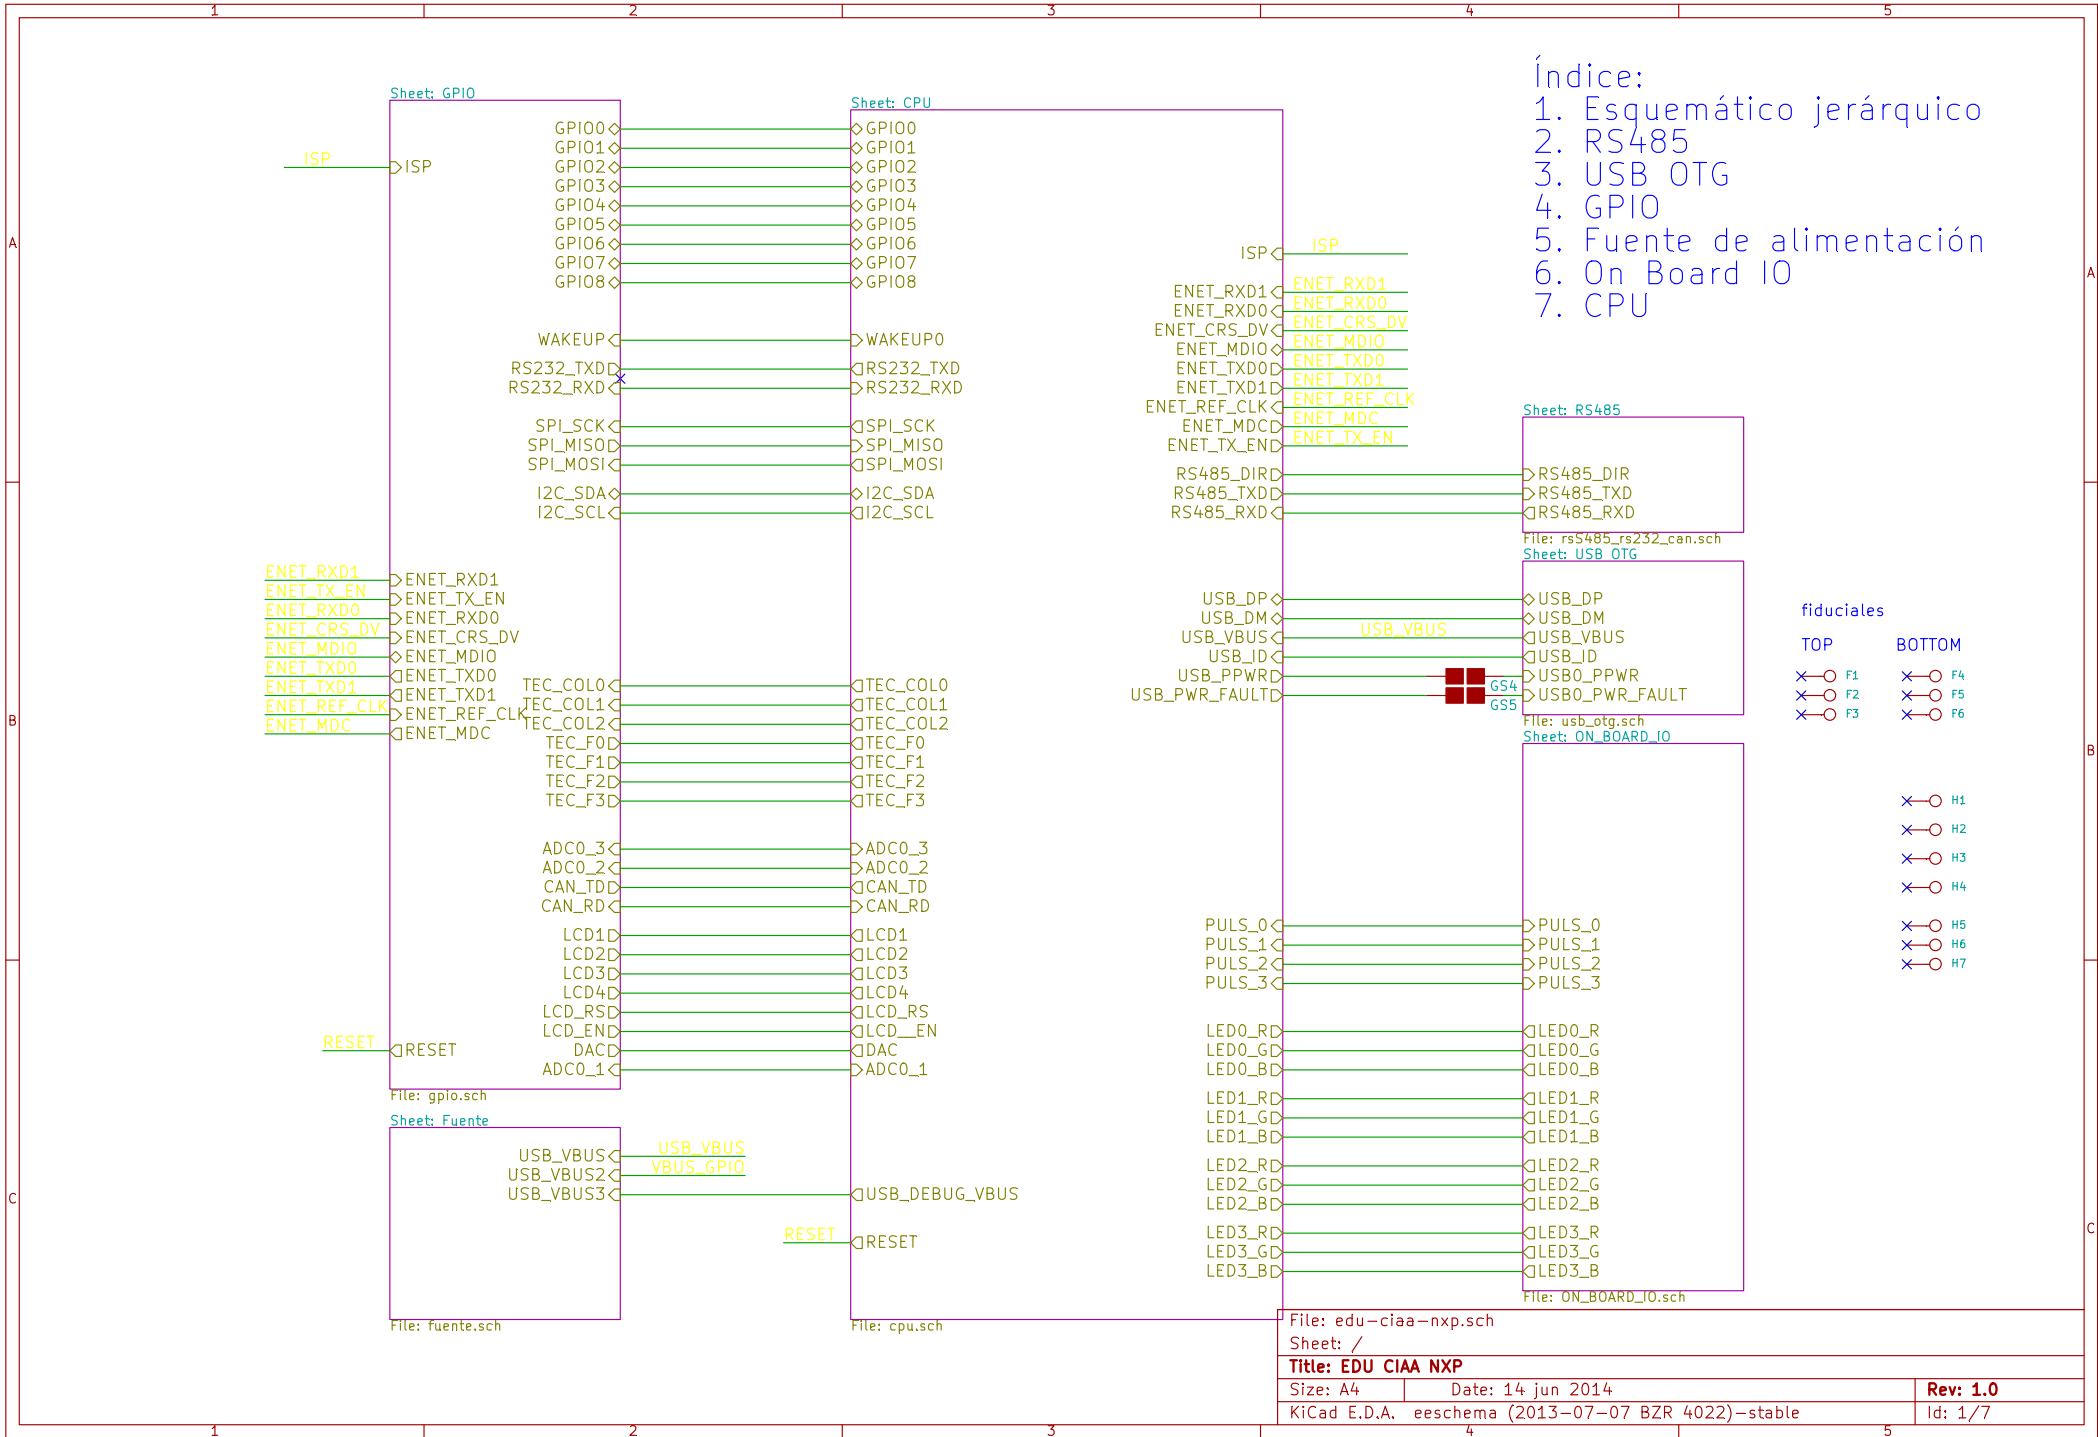 1 2 3 4 5
Índice:
1. Esquemático jerárquico
2. RS485
3. USB OTG
4. GPIO
5. Fuente de alimentación
6. On Board IO
7. CPU
Sheet: GPIO
ISP
ISP
GPIO0
GPIO1
GPIO2
GPIO3
GPIO4
GPIO5
GPIO6
GPIO7
GPIO8
WAKEUP
RS232_TXD
RS232_RXD
SPI_SCK
SPI_MISO
SPI_MOSI
I2C_SDA
I2C_SCL
ENET_RXD1 ENET_RXD1
ENET_TX_EN ENET_TX_EN
ENET_RXD0 ENET_RXD0
ENET_CRS_DV ENET_CRS_DV
ENET_MDIO ENET_MDIO
ENET_TXD0 ENET_TXD0
ENET_TXD1 ENET_TXD1
ENET_REF_CLK ENET_REF_CLK
ENET_MDC ENET_MDC
TEC_COL0
TEC_COL1
TEC_COL2
TEC_F0
TEC_F1
TEC_F2
TEC_F3
ADC0_3
ADC0_2
CAN_TD
CAN_RD
LCD1
LCD2
LCD3
LCD4
LCD_RS
LCD_EN
DAC
ADC0_1
RESET RESET
File: gpio.sch
Sheet: Fuente
USB_VBUS USB_VBUS
USB_VBUS2 VBUS_GPIO
USB_VBUS3
File: fuente.sch
Sheet: CPU
GPIO0
GPIO1
GPIO2
GPIO3
GPIO4
GPIO5
GPIO6
GPIO7
GPIO8
WAKEUP0
RS232_TXD
RS232_RXD
SPI_SCK
SPI_MISO
SPI_MOSI
I2C_SDA
I2C_SCL
TEC_COL0
TEC_COL1
TEC_COL2
TEC_F0
TEC_F1
TEC_F2
TEC_F3
ADC0_3
ADC0_2
CAN_TD
CAN_RD
LCD1
LCD2
LCD3
LCD4
LCD_RS
LCD__EN
DAC
ADC0_1
USB_DEBUG_VBUS
RESET RESET
ISP ISP
ENET_RXD1 ENET_RXD1
ENET_RXD0 ENET_RXD0
ENET_CRS_DV ENET_CRS_DV
ENET_MDIO ENET_MDIO
ENET_TXD0 ENET_TXD0
ENET_TXD1 ENET_TXD1
ENET_REF_CLK ENET_REF_CLK
ENET_MDC ENET_MDC
ENET_TX_EN ENET_TX_EN
RS485_DIR
RS485_TXD
RS485_RXD
USB_DP
USB_DM
USB_VBUS USB_VBUS
USB_ID
USB_PPWR
USB_PWR_FAULT
GS4
GS5
PULS_0
PULS_1
PULS_2
PULS_3
LED0_R
LED0_G
LED0_B
LED1_R
LED1_G
LED1_B
LED2_R
LED2_G
LED2_B
LED3_R
LED3_G
LED3_B
File: cpu.sch
Sheet: RS485
RS485_DIR
RS485_TXD
RS485_RXD
File: rsS485_rs232_can.sch
Sheet: USB OTG
USB_DP
USB_DM
USB_VBUS
USB_ID
USB0_PPWR
USB0_PWR_FAULT
File: usb_otg.sch
Sheet: ON_BOARD_IO
PULS_0
PULS_1
PULS_2
PULS_3
LED0_R
LED0_G
LED0_B
LED1_R
LED1_G
LED1_B
LED2_R
LED2_G
LED2_B
LED3_R
LED3_G
LED3_B
File: ON_BOARD_IO.sch
fiduciales
TOP BOTTOM
F1 F4
F2 F5
F3 F6
H1
H2
H3
H4
H5
H6
H7
A A
B B
C C
File: edu-ciaa-nxp.sch
Sheet: /
Title: EDU CIAA NXP
Size: A4 Date: 14 jun 2014 Rev: 1.0
KiCad E.D.A. eeschema (2013-07-07 BZR 4022)-stable Id: 1/7
1 2 3 4 5